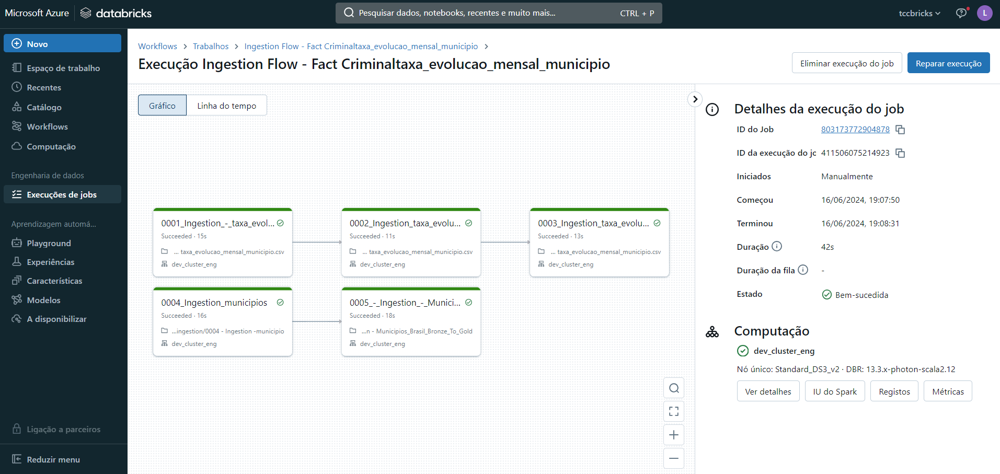 Microsoft Azure databricks
Pesquisar dados, notebooks, recentes e muito mais... CTRL + P
tccbricks
L
Novo
Espaço de trabalho
Recentes
Catálogo
Workflows
Computação
Engenharia de dados
Execuções de jobs
Aprendizagem automá...
Playground
Experiências
Características
Modelos
A disponibilizar
Ligação a parceiros
Reduzir menu
Workflows > Trabalhos > Ingestion Flow - Fact Criminaltaxa_evolucao_mensal_municipio >
Execução Ingestion Flow - Fact Criminaltaxa_evolucao_mensal_municipio
Eliminar execução do job
Reparar execução
Gráfico
Linha do tempo
0001_Ingestion_-_taxa_evol...
Succeeded · 15s
... taxa_evolucao_mensal_municipio.csv
dev_cluster_eng
0002_Ingestion_taxa_evolu...
Succeeded · 11s
... taxa_evolucao_mensal_municipio.csv
dev_cluster_eng
0003_Ingestion_taxa_evolu...
Succeeded · 13s
... taxa_evolucao_mensal_municipio.csv
dev_cluster_eng
0004_Ingestion_municipios
Succeeded · 16s
...ingestion/0004 - Ingestion -municipio
dev_cluster_eng
0005_-_Ingestion_-_Munici...
Succeeded · 18s
...n - Municipios_Brasil_Bronze_To_Gold
dev_cluster_eng
Detalhes da execução do job
ID do Job 803173772904878
ID da execução do jo 411506075214923
Iniciados Manualmente
Começou 16/06/2024, 19:07:50
Terminou 16/06/2024, 19:08:31
Duração 42s
Duração da fila -
Estado Bem-sucedida
Computação
dev_cluster_eng
Nó único: Standard_DS3_v2 · DBR: 13.3.x-photon-scala2.12
Ver detalhes
IU do Spark
Registos
Métricas